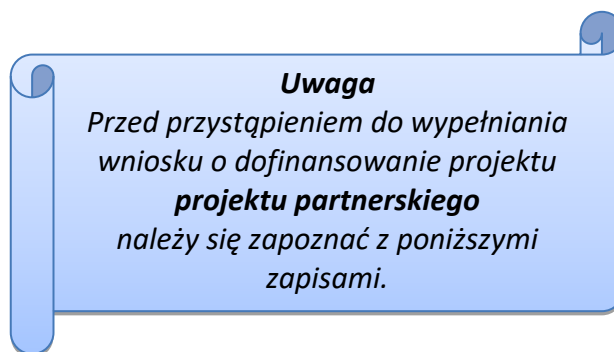 Uwaga
Przed przystąpieniem do wypełniania
wniosku o dofinansowanie projektu
projektu partnerskiego
należy się zapoznać z poniższymi
zapisami.